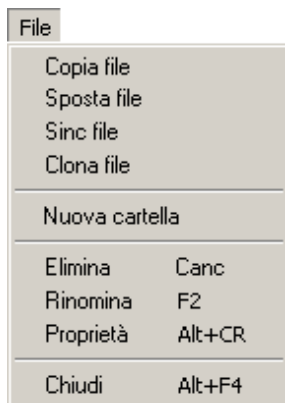 File
Copia file
Sposta file
Sinc file
Clona file
Nuova cartella
Elimina Canc
Rinomina F2
Proprietà Alt+CR
Chiudi Alt+F4